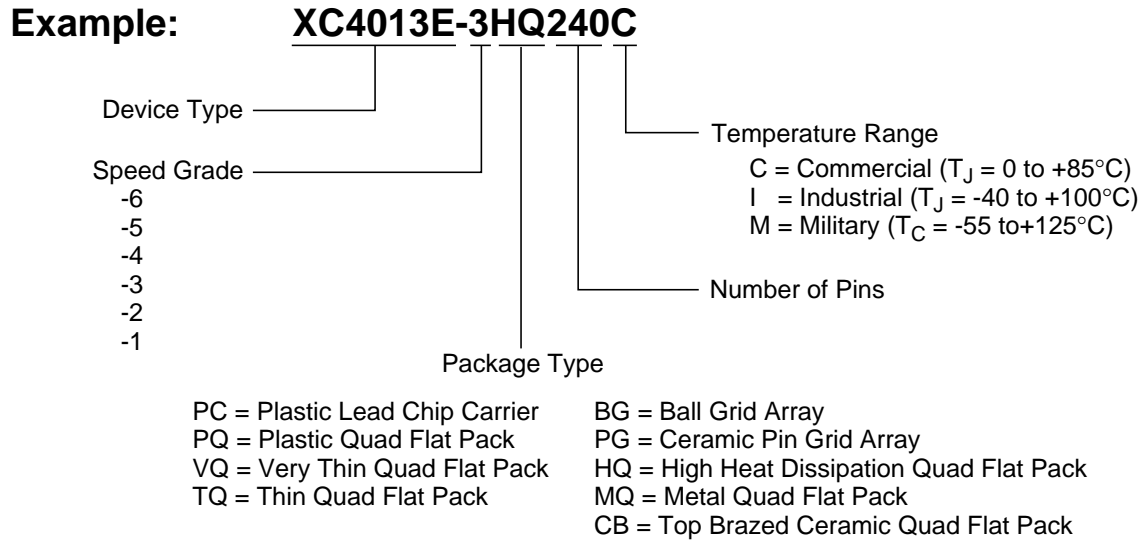 Example: XC4013E-3HQ240C
Device Type
Temperature Range
C = Commercial (TJ = 0 to +85°C)
I = Industrial (TJ = -40 to +100°C)
M = Military (TC = -55 to+125°C)
Speed Grade
-6
-5
-4
-3
-2
-1
Number of Pins
Package Type
PC = Plastic Lead Chip Carrier
PQ = Plastic Quad Flat Pack
VQ = Very Thin Quad Flat Pack
TQ = Thin Quad Flat Pack
BG = Ball Grid Array
PG = Ceramic Pin Grid Array
HQ = High Heat Dissipation Quad Flat Pack
MQ = Metal Quad Flat Pack
CB = Top Brazed Ceramic Quad Flat Pack